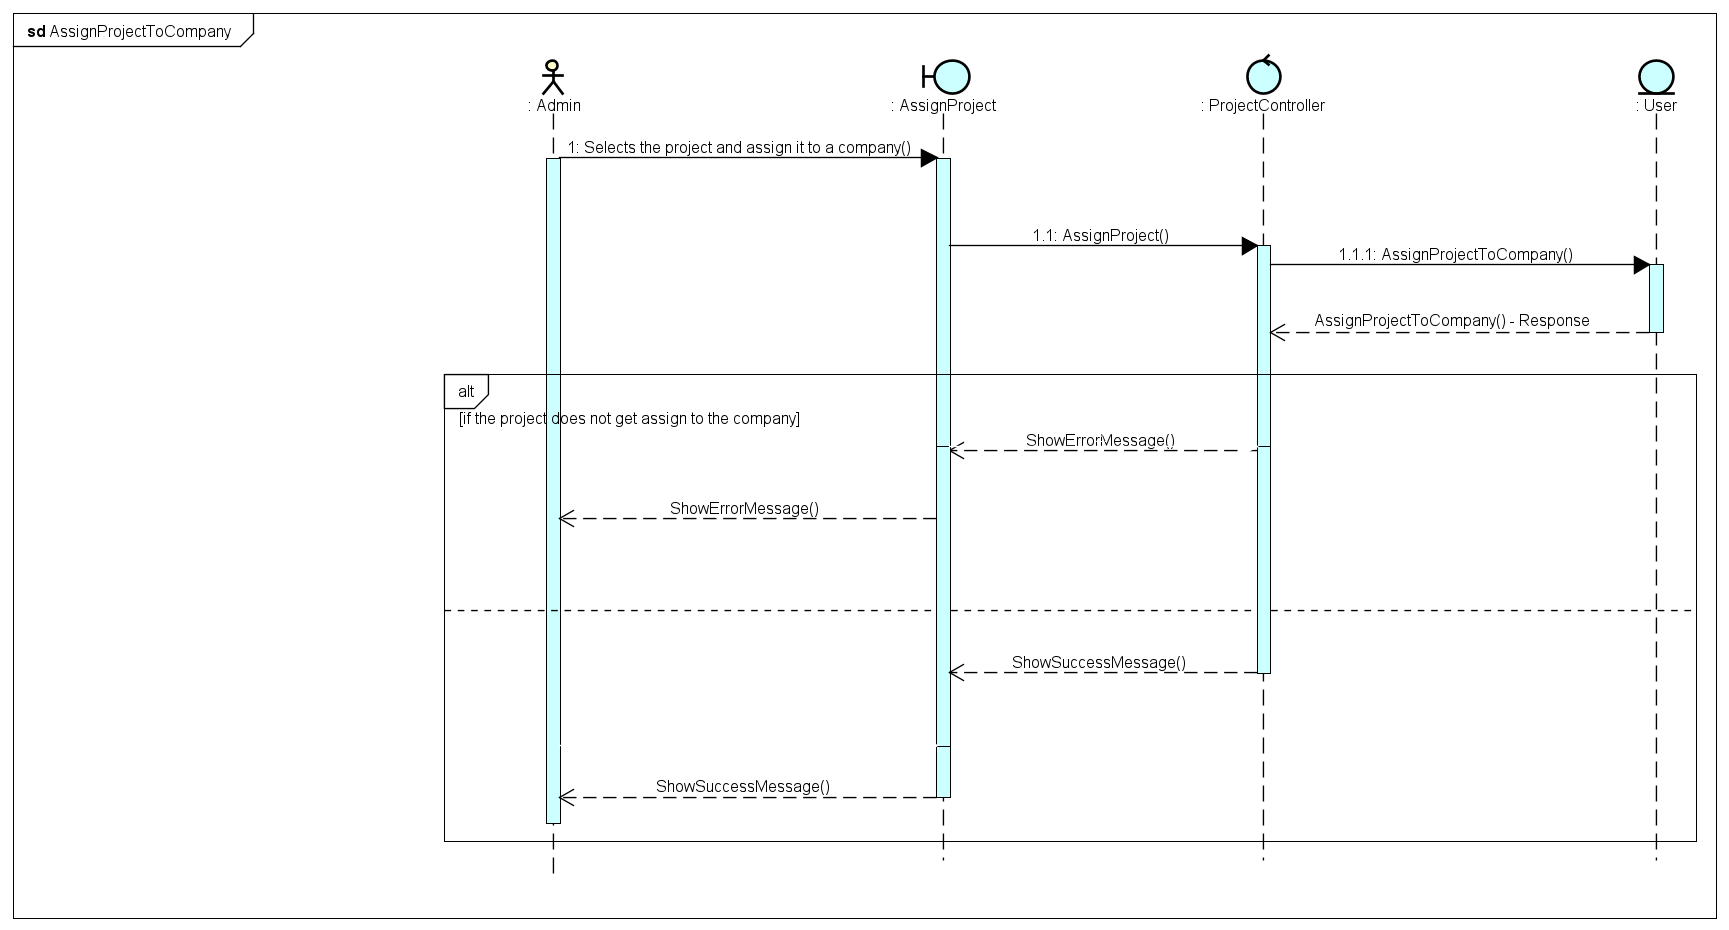 sd AssignProjectToCompany
: Admin
: AssignProject
: ProjectController
: User
1: Selects the project and assign it to a company()
1.1: AssignProject()
1.1.1: AssignProjectToCompany()
AssignProjectToCompany() - Response
alt
[if the project does not get assign to the company]
ShowErrorMessage()
ShowErrorMessage()
ShowSuccessMessage()
ShowSuccessMessage()